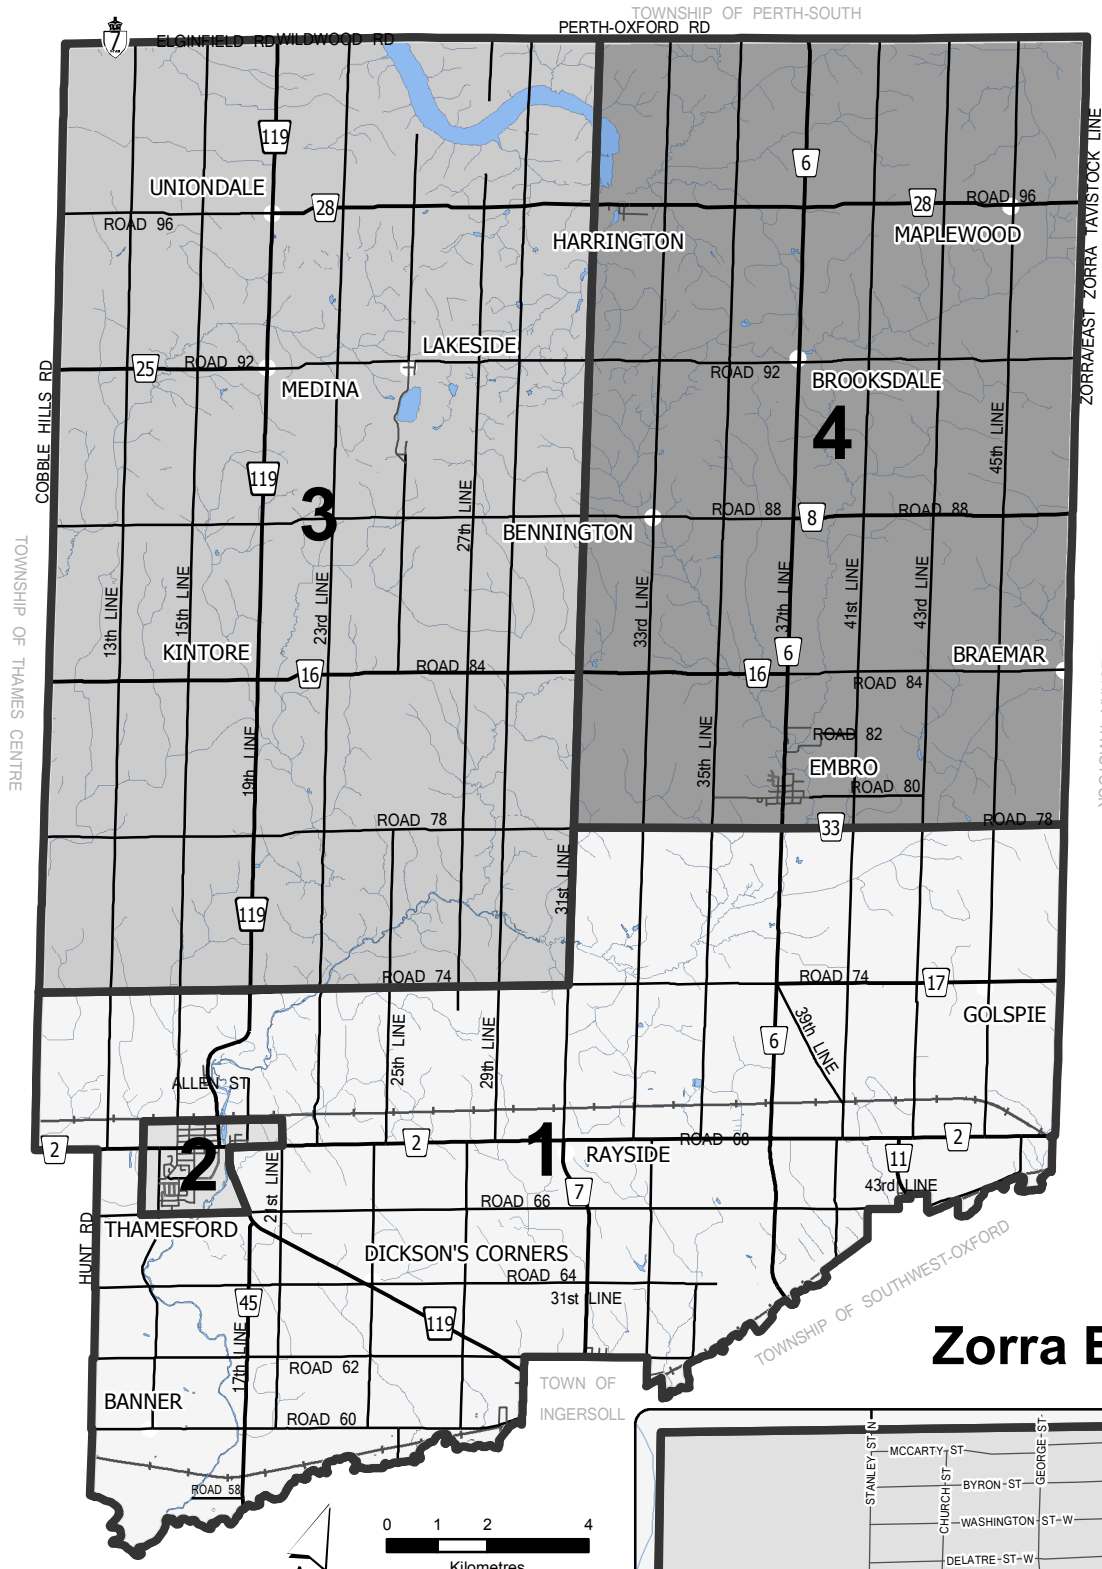 TOWNSHIP OF PERTH-SOUTH
PERTH-OXFORD RD
7
ELGINFIELD RD
WILDWOOD RD
119
6
UNIONDALE
28
28
ROAD 96
ROAD 96
HARRINGTON
MAPLEWOOD
ZORRA/EAST ZORRA TAVISTOCK LINE
LAKESIDE
25
ROAD 92
MEDINA
ROAD 92
BROOKSDALE
COBBLE HILLS RD
4
45th LINE
119
3
27th LINE
BENNINGTON
ROAD 88
8
ROAD 88
TOWNSHIP OF THAMES CENTRE
13th LINE
15th LINE
23rd LINE
33rd LINE
37th LINE
41st LINE
43rd LINE
KINTORE
16
ROAD 84
6
16
BRAEMAR
ROAD 84
19th LINE
35th LINE
ROAD 82
EMBRO
ROAD 80
ROAD 78
33
ROAD 78
31st LINE
119
ROAD 74
ROAD 74
17
GOLSPIE
39th LINE
6
25th LINE
29th LINE
ALLEN ST
2
2
2
1
RAYSIDE
ROAD 68
2
11
43rd LINE
21st LINE
7
ROAD 66
HUNT RD
THAMESFORD
DICKSON'S CORNERS
ROAD 64
31st LINE
45
119
17th LINE
TOWNSHIP OF SOUTHWEST-OXFORD
Zorra
ROAD 62
TOWN OF
INGERSOLL
BANNER
ROAD 60
ROAD 58
0 1 2 4
Kilometres
STANLEY ST N
MCCARTY ST
GEORGE ST
CHURCH ST
BYRON ST
WASHINGTON ST W
DELATRE ST W